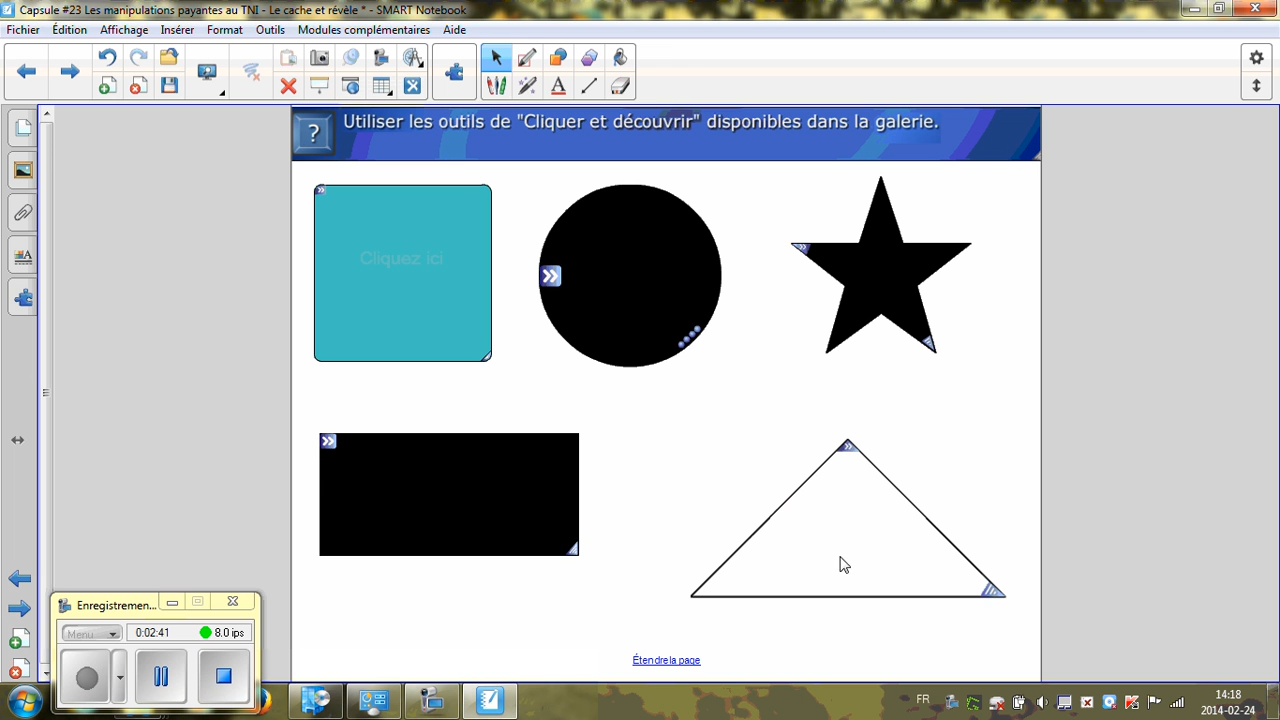 Capsule #23 Les manipulations payantes au TNI - Le cache et révèle * - SMART Notebook
Fichier Édition Affichage Insérer Format Outils Modules complémentaires Aide
? Utiliser les outils de "Cliquer et découvrir" disponibles dans la galerie.
Cliquez ici
Étendre la page
Enregistremen...
Menu 0:02:41 8.0 ips
FR 14:18
2014-02-24